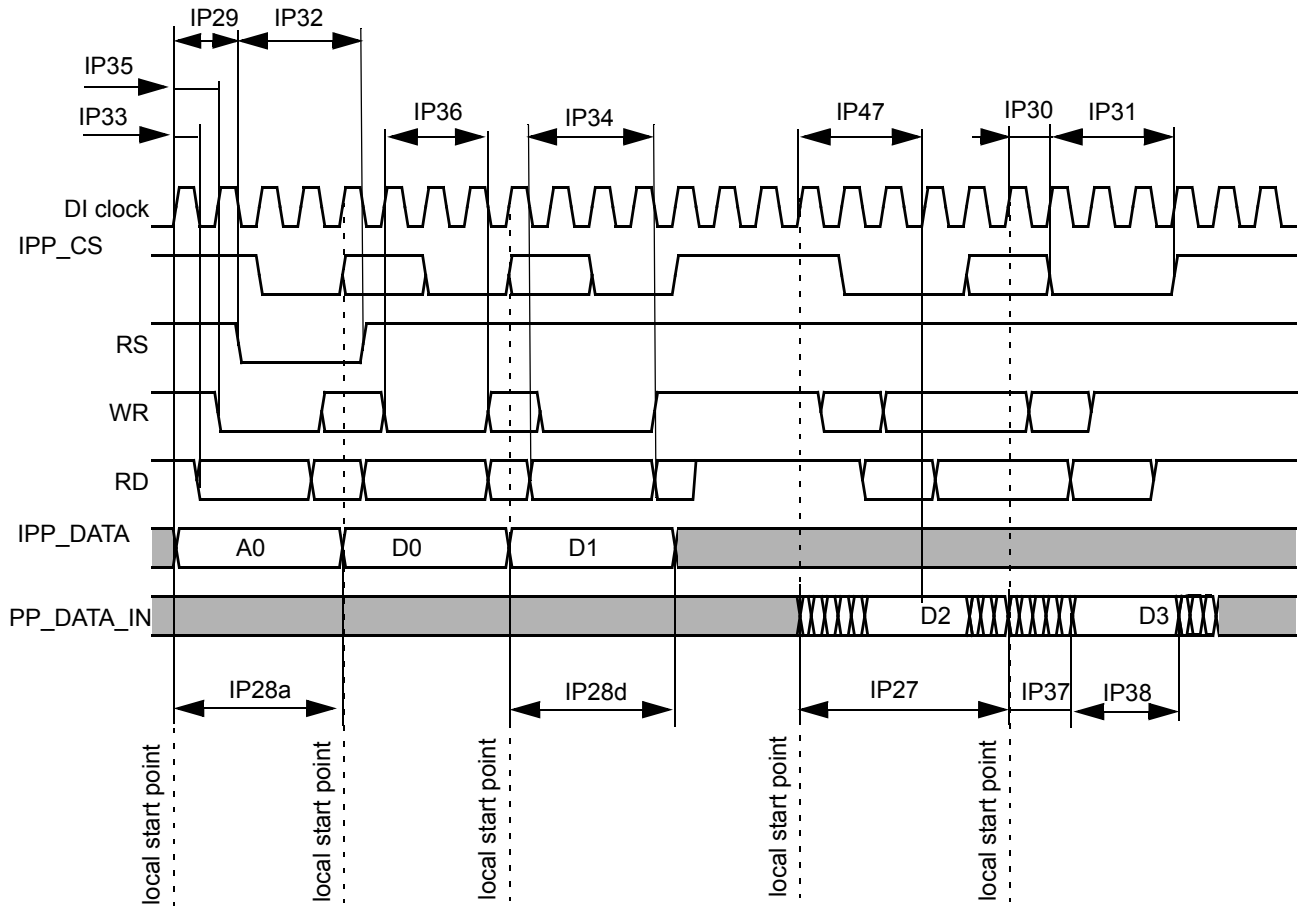 IP29
IP32
IP35
IP33
IP36
IP34
IP47
IP30
IP31
DI clock
IPP_CS
RS
WR
RD
IPP_DATA
A0
D0
D1
PP_DATA_IN
D2
D3
IP28a
IP28d
IP27
IP37
IP38
local start point
local start point
local start point
local start point
local start point